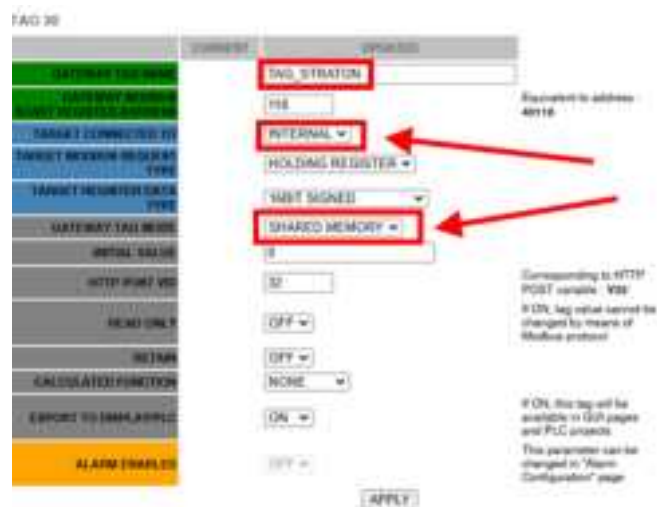 TAG 30
CURRENT UPDATED
GATEWAY TAG NAME TAG_STRATON
GATEWAY MODBUS 118 Equivalent to address
START REGISTER ADDRESS 40118
TARGET CONNECTED TO INTERNAL
TARGET MODBUS REQUEST TYPE HOLDING REGISTER
TARGET REGISTER DATA TYPE 16BIT SIGNED
GATEWAY TAG MODE SHARED MEMORY
INITIAL VALUE 0
HTTP POST VID 32 Corresponding to HTTP
POST variable: V32
READ ONLY OFF If ON, tag value cannot be
changed by means of
Modbus protocol
RETAIN OFF
CALCULATED FUNCTION NONE
ON If ON, this tag will be
available in GUI pages
and PLC projects
ALARM ENABLED OFF This parameter can be
changed in "Alarm
Configuration" page
APPLY